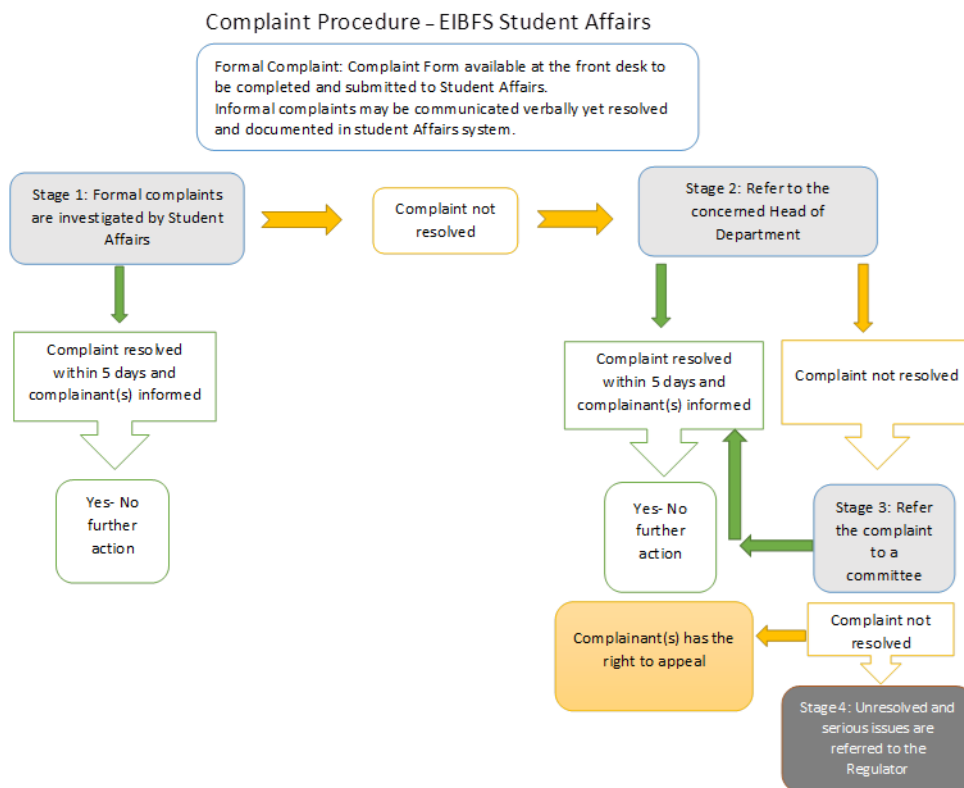 Complaint Procedure – EIBFS Student Affairs
Formal Complaint: Complaint Form available at the front desk to
be completed and submitted to Student Affairs.
Informal complaints may be communicated verbally yet resolved
and documented in student Affairs system.
Stage 1: Formal complaints
are investigated by Student
Affairs
Complaint not
resolved
Stage 2: Refer to the
concerned Head of
Department
Complaint resolved
within 5 days and
complainant(s) informed
Complaint resolved
within 5 days and
complainant(s) informed
Complaint not resolved
Yes- No
further
action
Yes- No
further
action
Stage 3: Refer
the complaint
to a
committee
Complainant(s) has the
right to appeal
Complaint not
resolved
Stage 4: Unresolved and
serious issues are
referred to the
Regulator